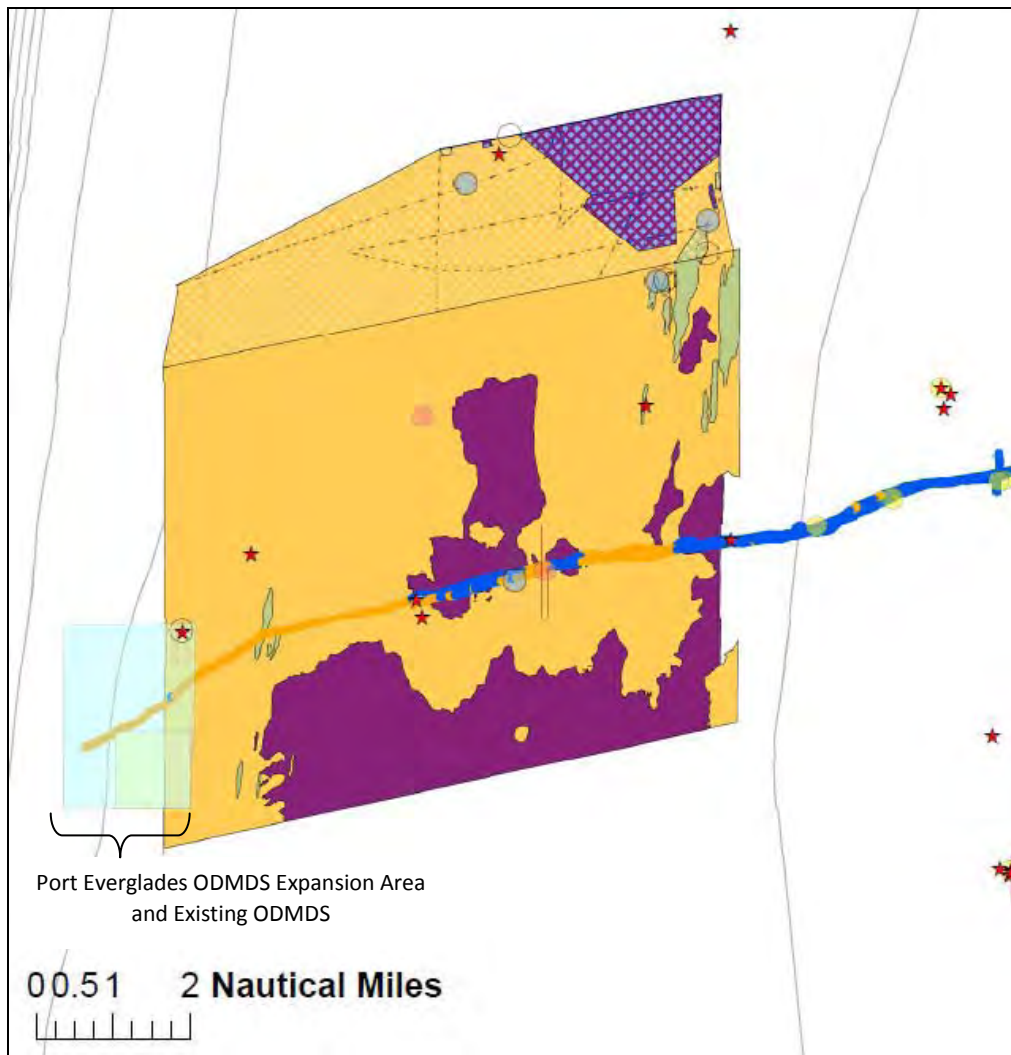 Port Everglades ODMDS Expansion Area
and Existing ODMDS
0 0.5 1 2 Nautical Miles